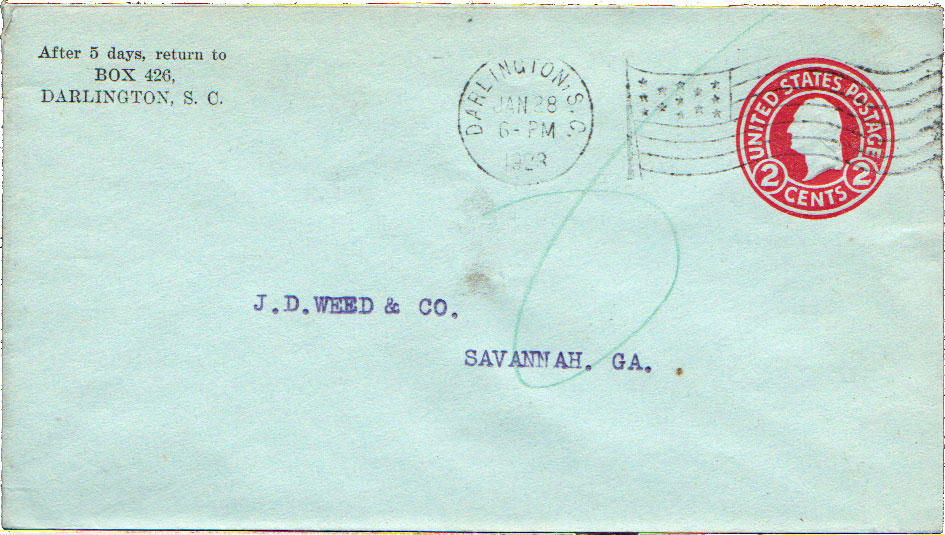 After 5 days, return to
BOX 426,
DARLINGTON, S. C.
DARLINGTON, S. C.
JAN 28
6-PM
1923
UNITED STATES POSTAGE
2 CENTS 2
J.D.WEED & CO.
SAVANNAH. GA.